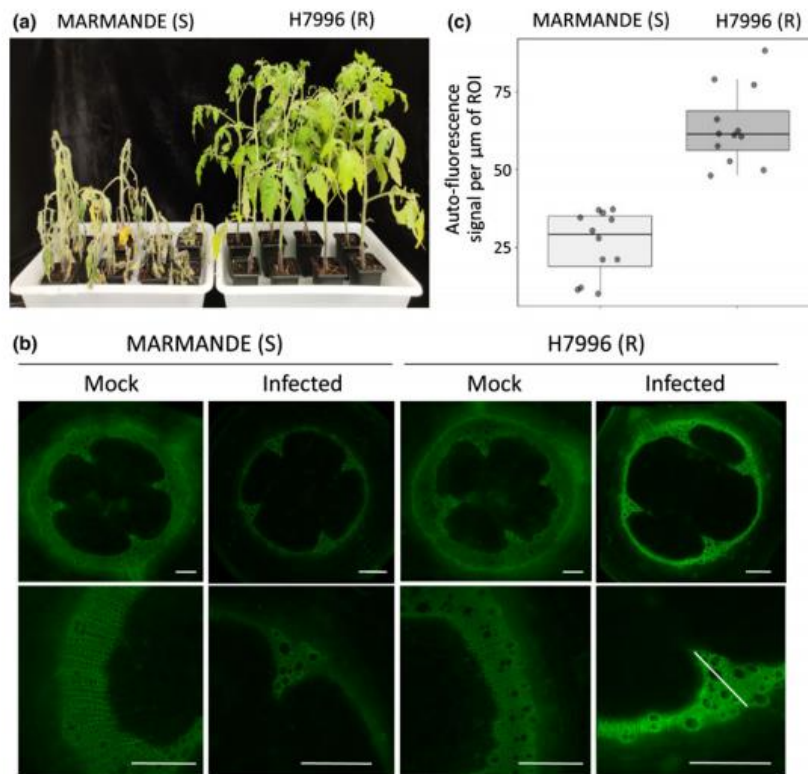 (a) MARMANDE (S) H7996 (R)
(c) MARMANDE (S) H7996 (R)
Auto-fluorescence
signal per μm of ROI
75
50
25
(b) MARMANDE (S) H7996 (R)
Mock Infected Mock Infected